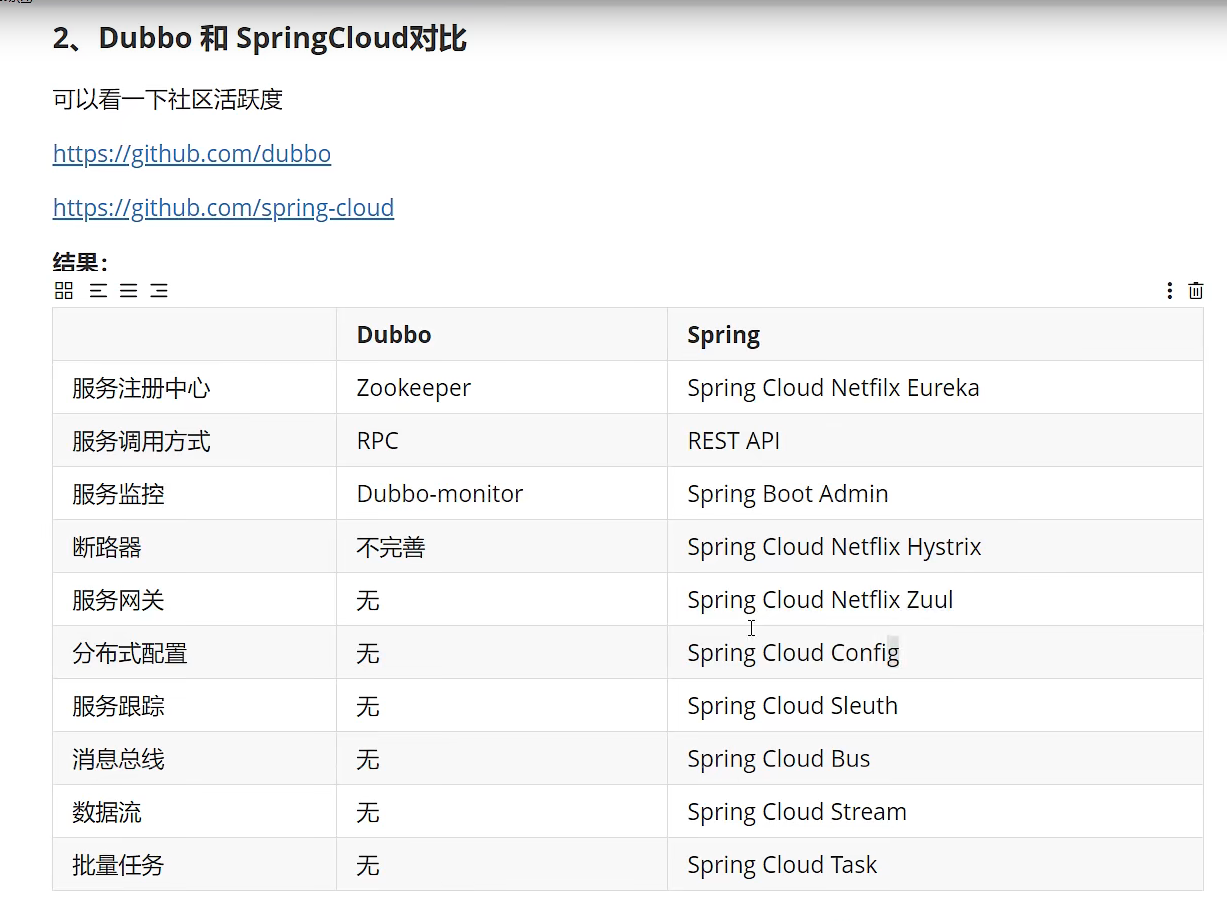 2、Dubbo 和 SpringCloud对比
可以看一下社区活跃度
https://github.com/dubbo
https://github.com/spring-cloud
结果：
Dubbo Spring
服务注册中心 Zookeeper Spring Cloud Netfilx Eureka
服务调用方式 RPC REST API
服务监控 Dubbo-monitor Spring Boot Admin
断路器 不完善 Spring Cloud Netflix Hystrix
服务网关 无 Spring Cloud Netflix Zuul
分布式配置 无 Spring Cloud Config
服务跟踪 无 Spring Cloud Sleuth
消息总线 无 Spring Cloud Bus
数据流 无 Spring Cloud Stream
批量任务 无 Spring Cloud Task